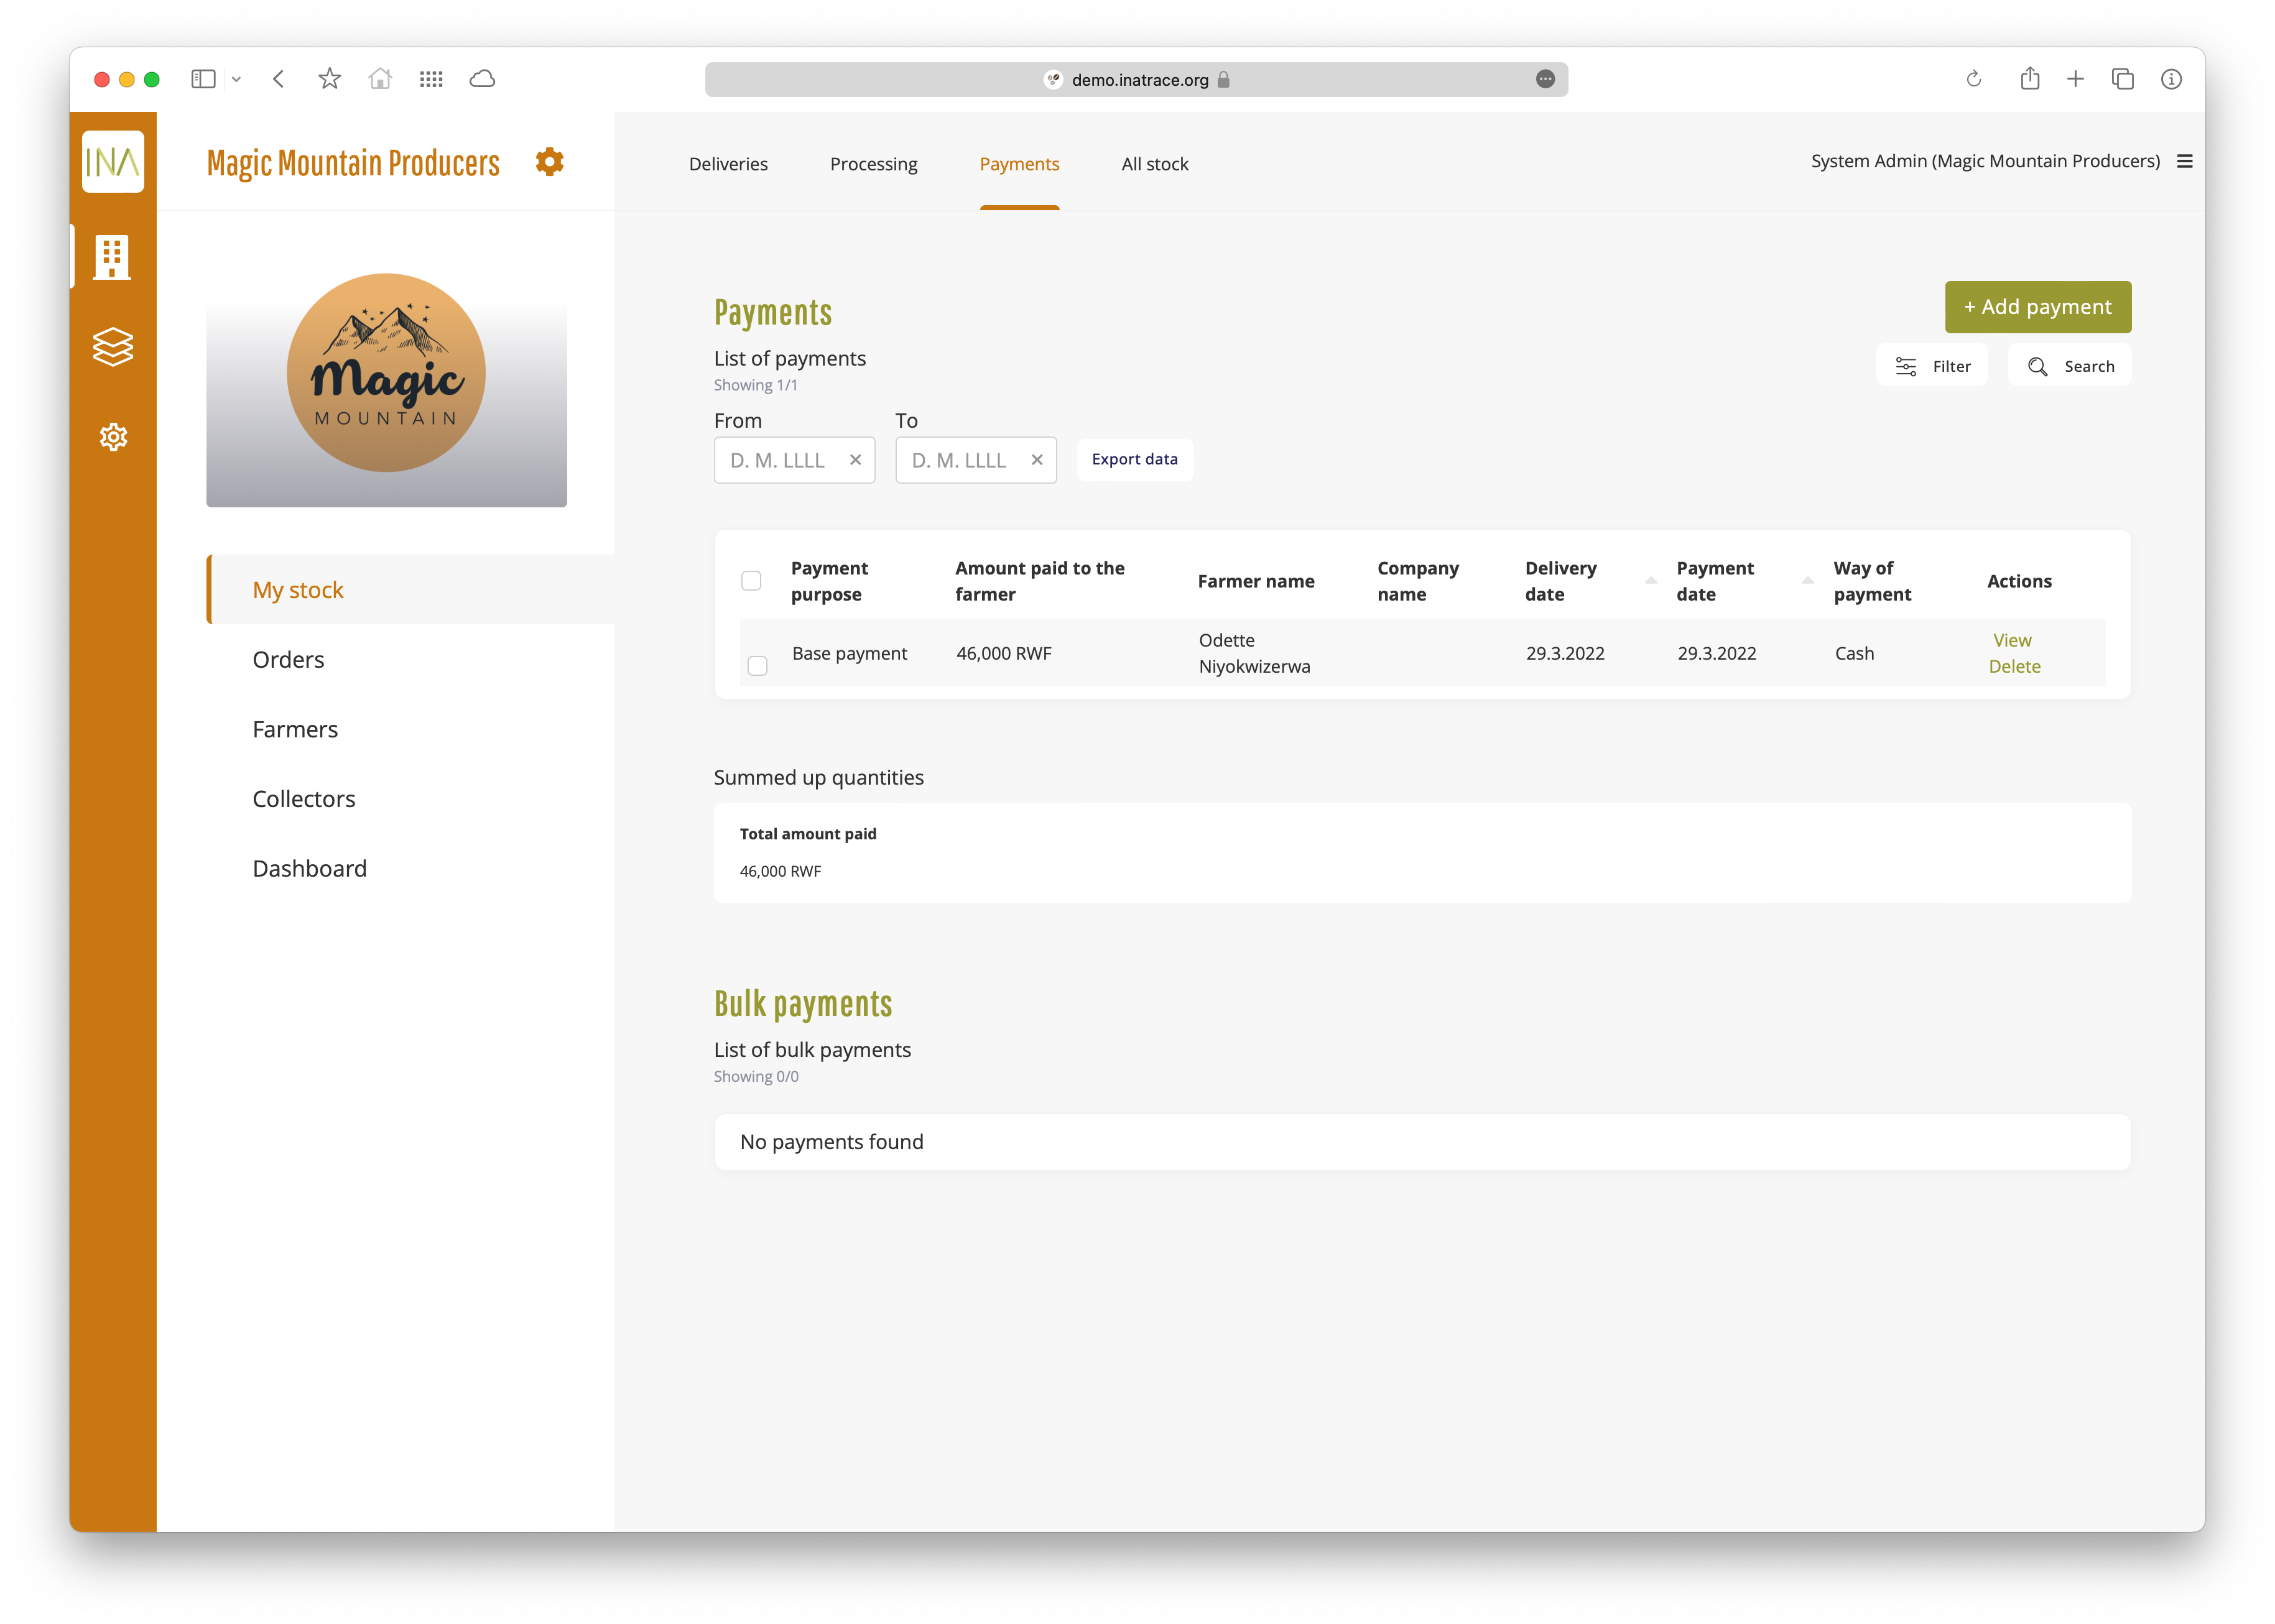 demo.inatrace.org
INA
Magic Mountain Producers
Deliveries
Processing
Payments
All stock
System Admin (Magic Mountain Producers)
Magic
MOUNTAIN
My stock
Orders
Farmers
Collectors
Dashboard
Payments
+ Add payment
List of payments
Showing 1/1
Filter
Search
From
To
D. M. LLLL
D. M. LLLL
Export data
Payment purpose
Amount paid to the farmer
Farmer name
Company name
Delivery date
Payment date
Way of payment
Actions
Base payment
46,000 RWF
Odette Niyokwizerwa
29.3.2022
29.3.2022
Cash
View
Delete
Summed up quantities
Total amount paid
46,000 RWF
Bulk payments
List of bulk payments
Showing 0/0
No payments found